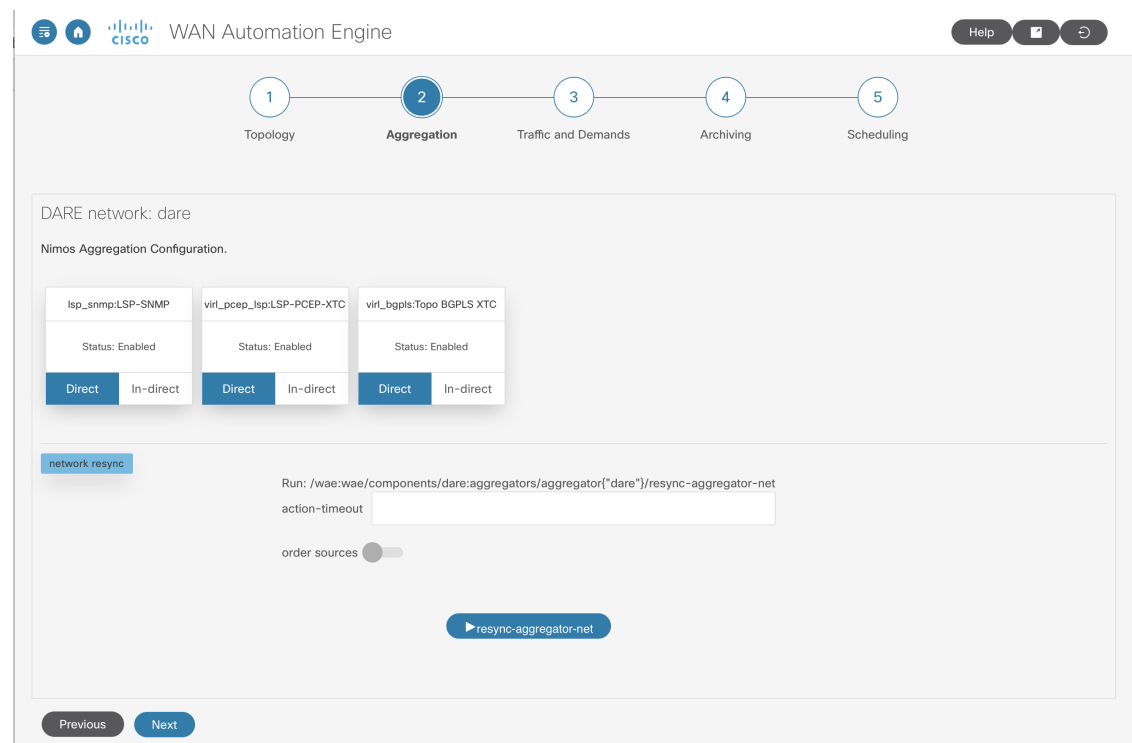 CISCO WAN Automation Engine Help
1 2 3 4 5
Topology Aggregation Traffic and Demands Archiving Scheduling
DARE network: dare
Nimos Aggregation Configuration.
lsp_snmp:LSP-SNMP virl_pcep_lsp:LSP-PCEP-XTC virl_bgpls:Topo BGPLS XTC
Status: Enabled Status: Enabled Status: Enabled
Direct In-direct Direct In-direct Direct In-direct
network resync
Run: /wae:wae/components/dare:aggregators/aggregator{"dare"}/resync-aggregator-net
action-timeout
order sources
resync-aggregator-net
Previous Next